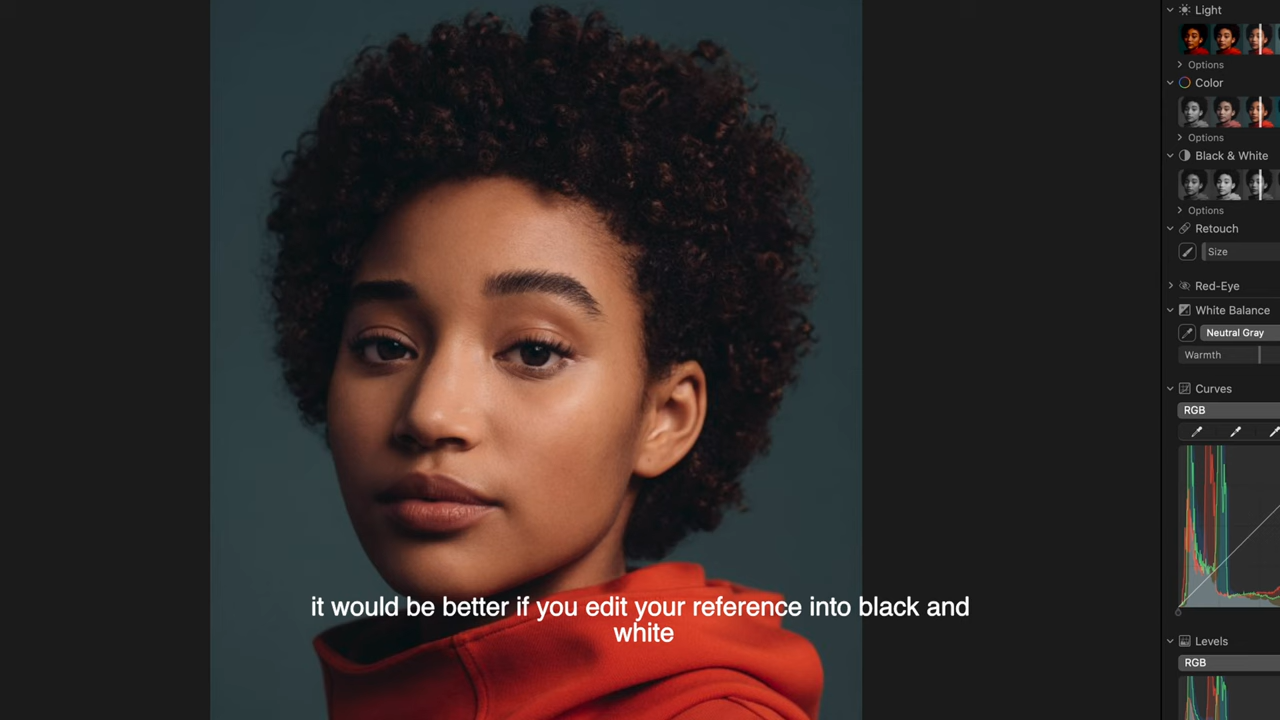 Light
Options
Color
Options
Black & White
Options
Retouch
Size
Red-Eye
White Balance
Neutral Gray
Warmth
Curves
RGB
Levels
RGB
it would be better if you edit your reference into black and
white